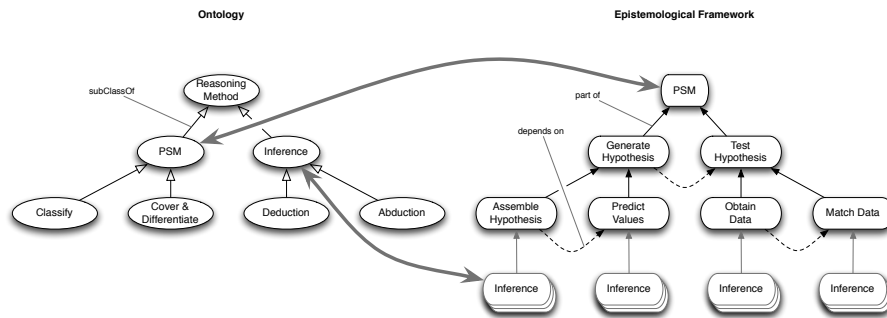 Ontology
Epistemological Framework
Reasoning
Method
subClassOf
PSM
Inference
Classify
Cover &
Differentiate
Deduction
Abduction
PSM
part of
depends on
Generate
Hypothesis
Test
Hypothesis
Assemble
Hypothesis
Predict
Values
Obtain
Data
Match Data
Inference
Inference
Inference
Inference